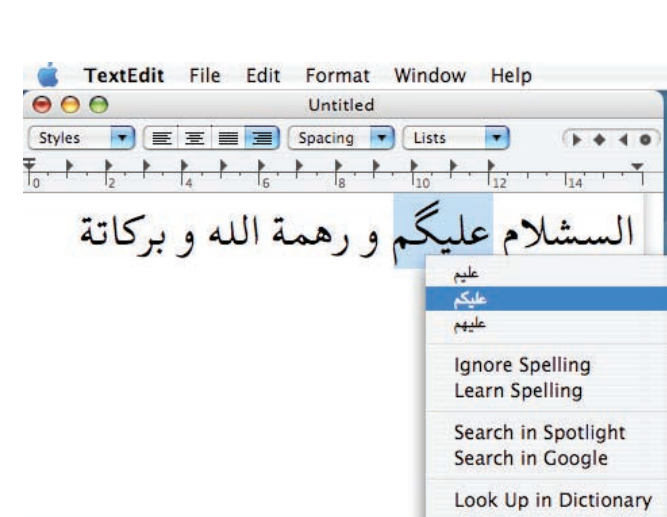 TextEdit File Edit Format Window Help
Untitled
Styles Spacing Lists
0 2 4 6 8 10 12 14
السشلام عليگم و رهمة الله و بركاتة
عليم
عليكم
عليهم
Ignore Spelling
Learn Spelling
Search in Spotlight
Search in Google
Look Up in Dictionary